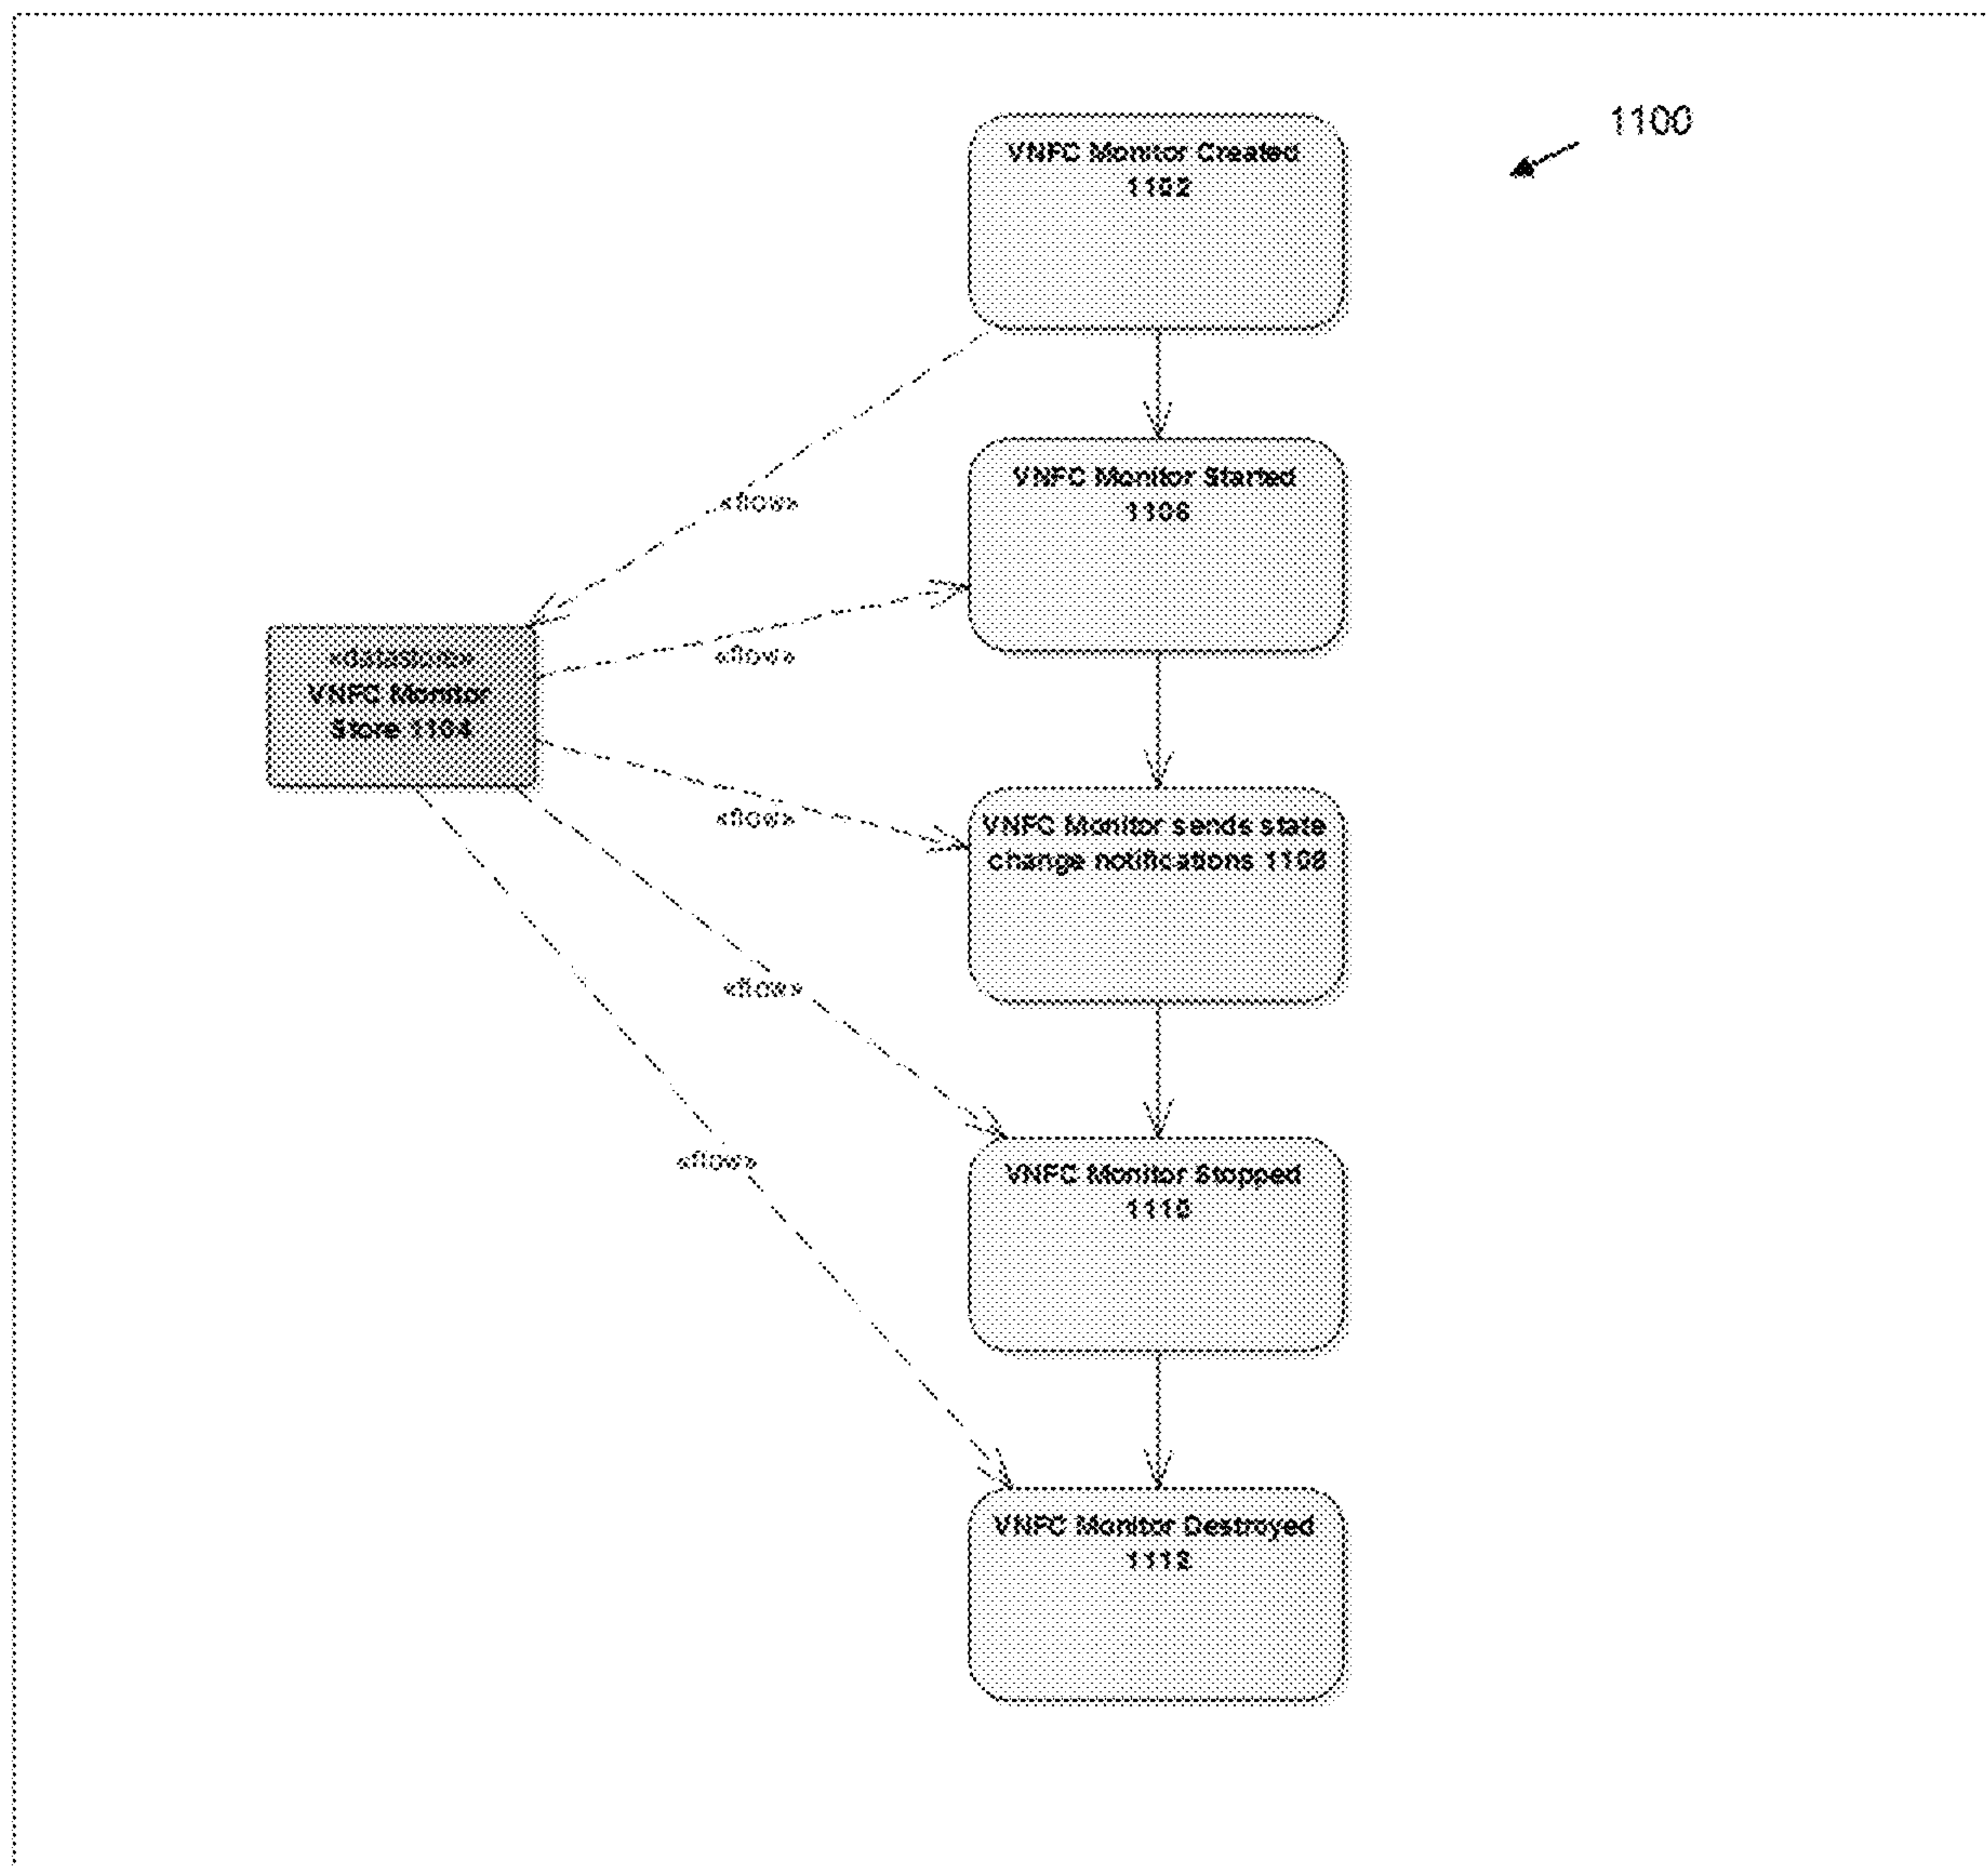 1100
VNFC Monitor Created
1102
VNFC Monitor Started
1106
«flow»
«datastore»
VNFC Monitor
Store 1104
«flow»
«flow»
VNFC Monitor sends state
change notifications 1108
«flow»
VNFC Monitor Stopped
1110
«flow»
VNFC Monitor Destroyed
1112